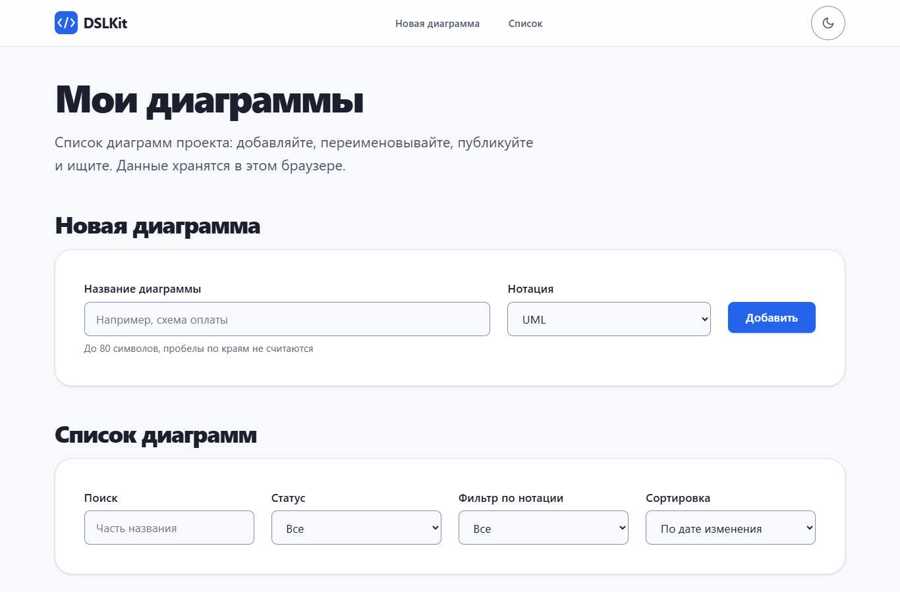 </> DSLKit
Новая диаграмма
Список
Мои диаграммы
Список диаграмм проекта: добавляйте, переименовывайте, публикуйте
и ищите. Данные хранятся в этом браузере.
Новая диаграмма
Название диаграммы
Нотация
Например, схема оплаты
UML
Добавить
До 80 символов, пробелы по краям не считаются
Список диаграмм
Поиск
Статус
Фильтр по нотации
Сортировка
Часть названия
Все
Все
По дате изменения